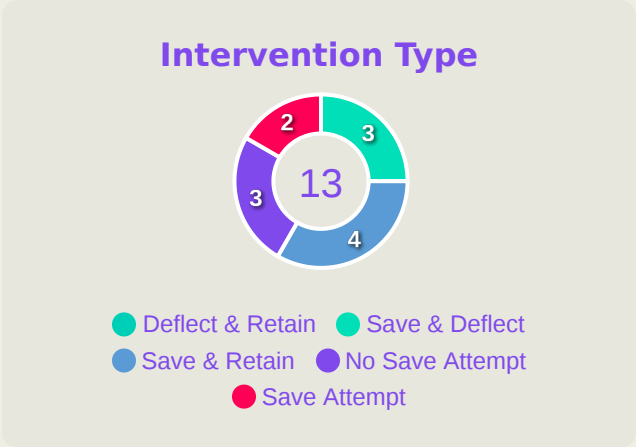 Intervention Type
2
3
3
13
4
Deflect & Retain
Save & Deflect
Save & Retain
No Save Attempt
Save Attempt